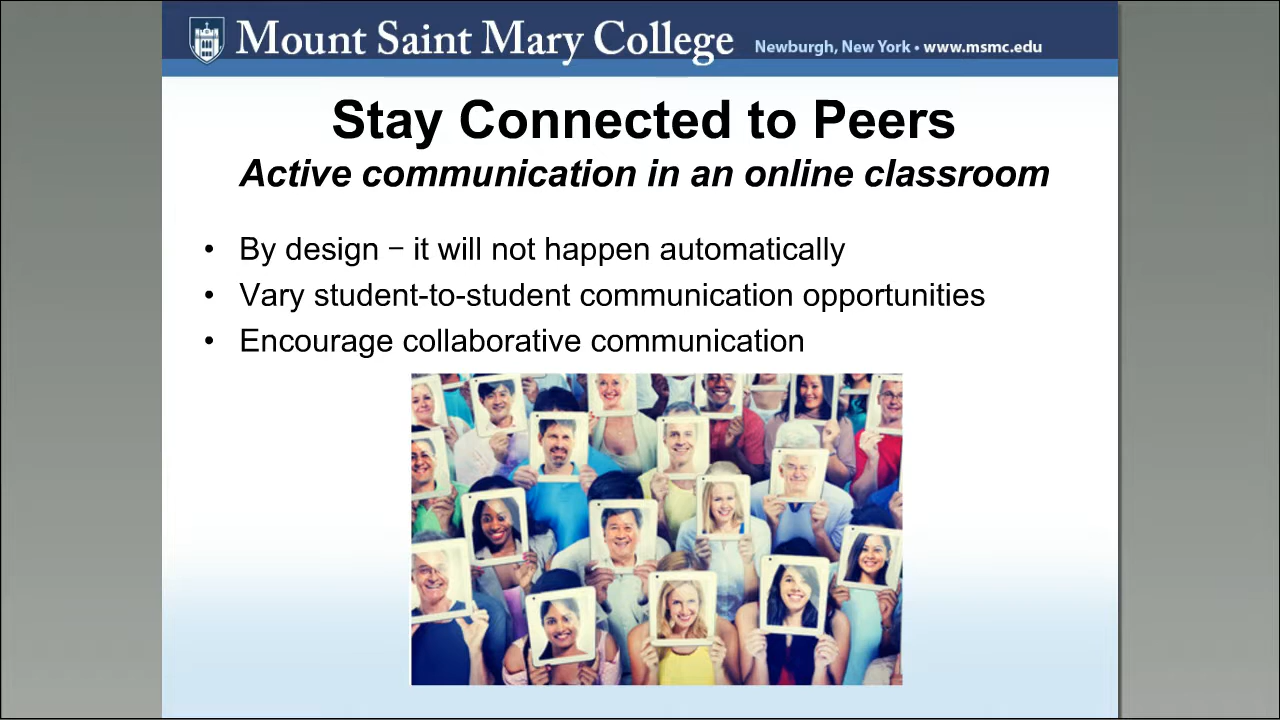 Mount Saint Mary College Newburgh, New York • www.msmc.edu
Stay Connected to Peers
Active communication in an online classroom
• By design − it will not happen automatically
• Vary student-to-student communication opportunities
• Encourage collaborative communication